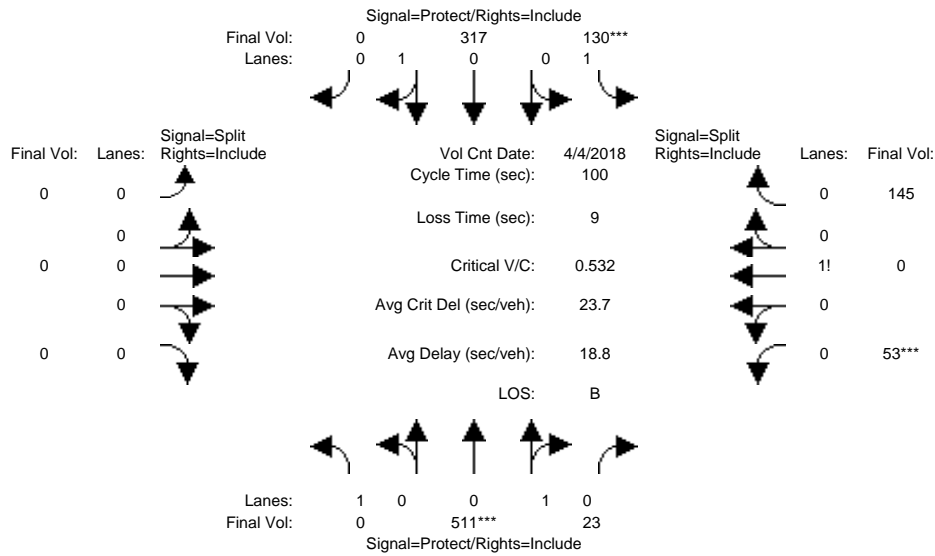 Signal=Protect/Rights=Include
Final Vol: 0 317 130***
Lanes: 0 1 0 0 1
Signal=Split
Final Vol: Lanes: Rights=Include
Vol Cnt Date: 4/4/2018
Signal=Split
Rights=Include Lanes: Final Vol:
Cycle Time (sec): 100
0 0
0 145
Loss Time (sec): 9
0
0
0 0
Critical V/C: 0.532
1! 0
0
Avg Crit Del (sec/veh): 23.7
0
0 0
Avg Delay (sec/veh): 18.8
0 53***
LOS: B
Lanes: 1 0 0 1 0
Final Vol: 0 511*** 23
Signal=Protect/Rights=Include